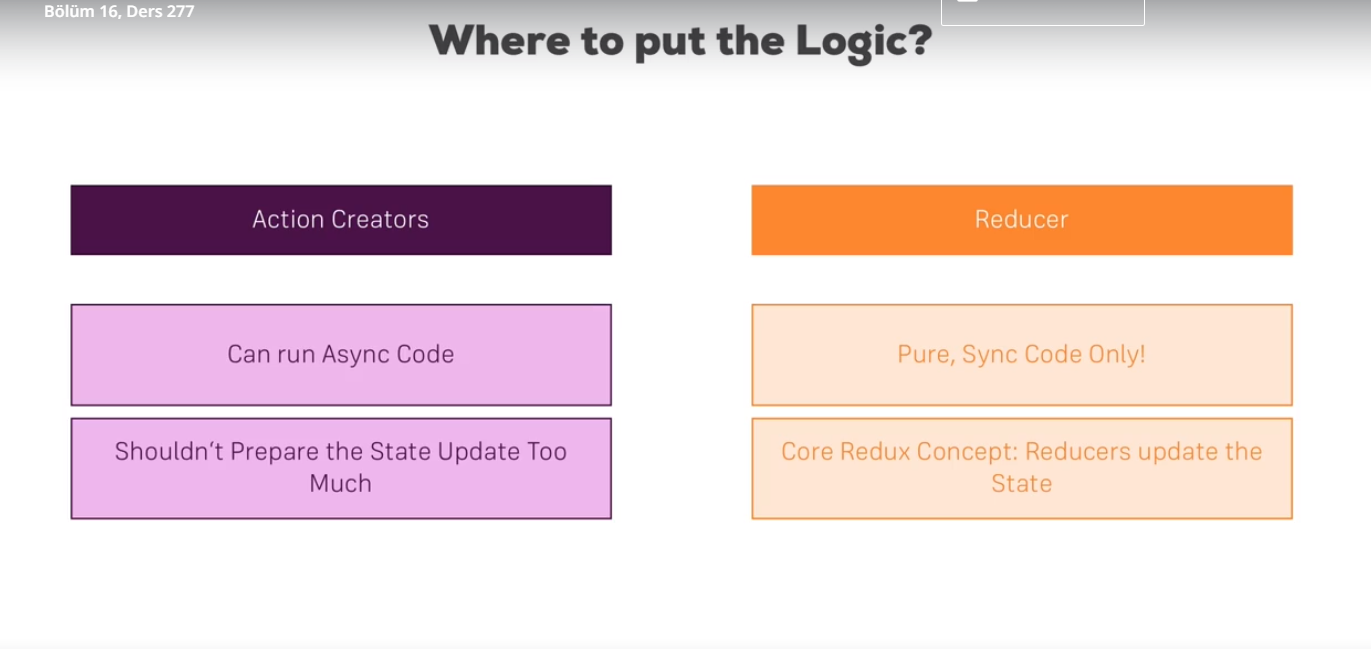 Bölüm 16, Ders 277
Where to put the Logic?
Action Creators
Reducer
Can run Async Code
Pure, Sync Code Only!
Shouldn't Prepare the State Update Too
Much
Core Redux Concept: Reducers update the
State